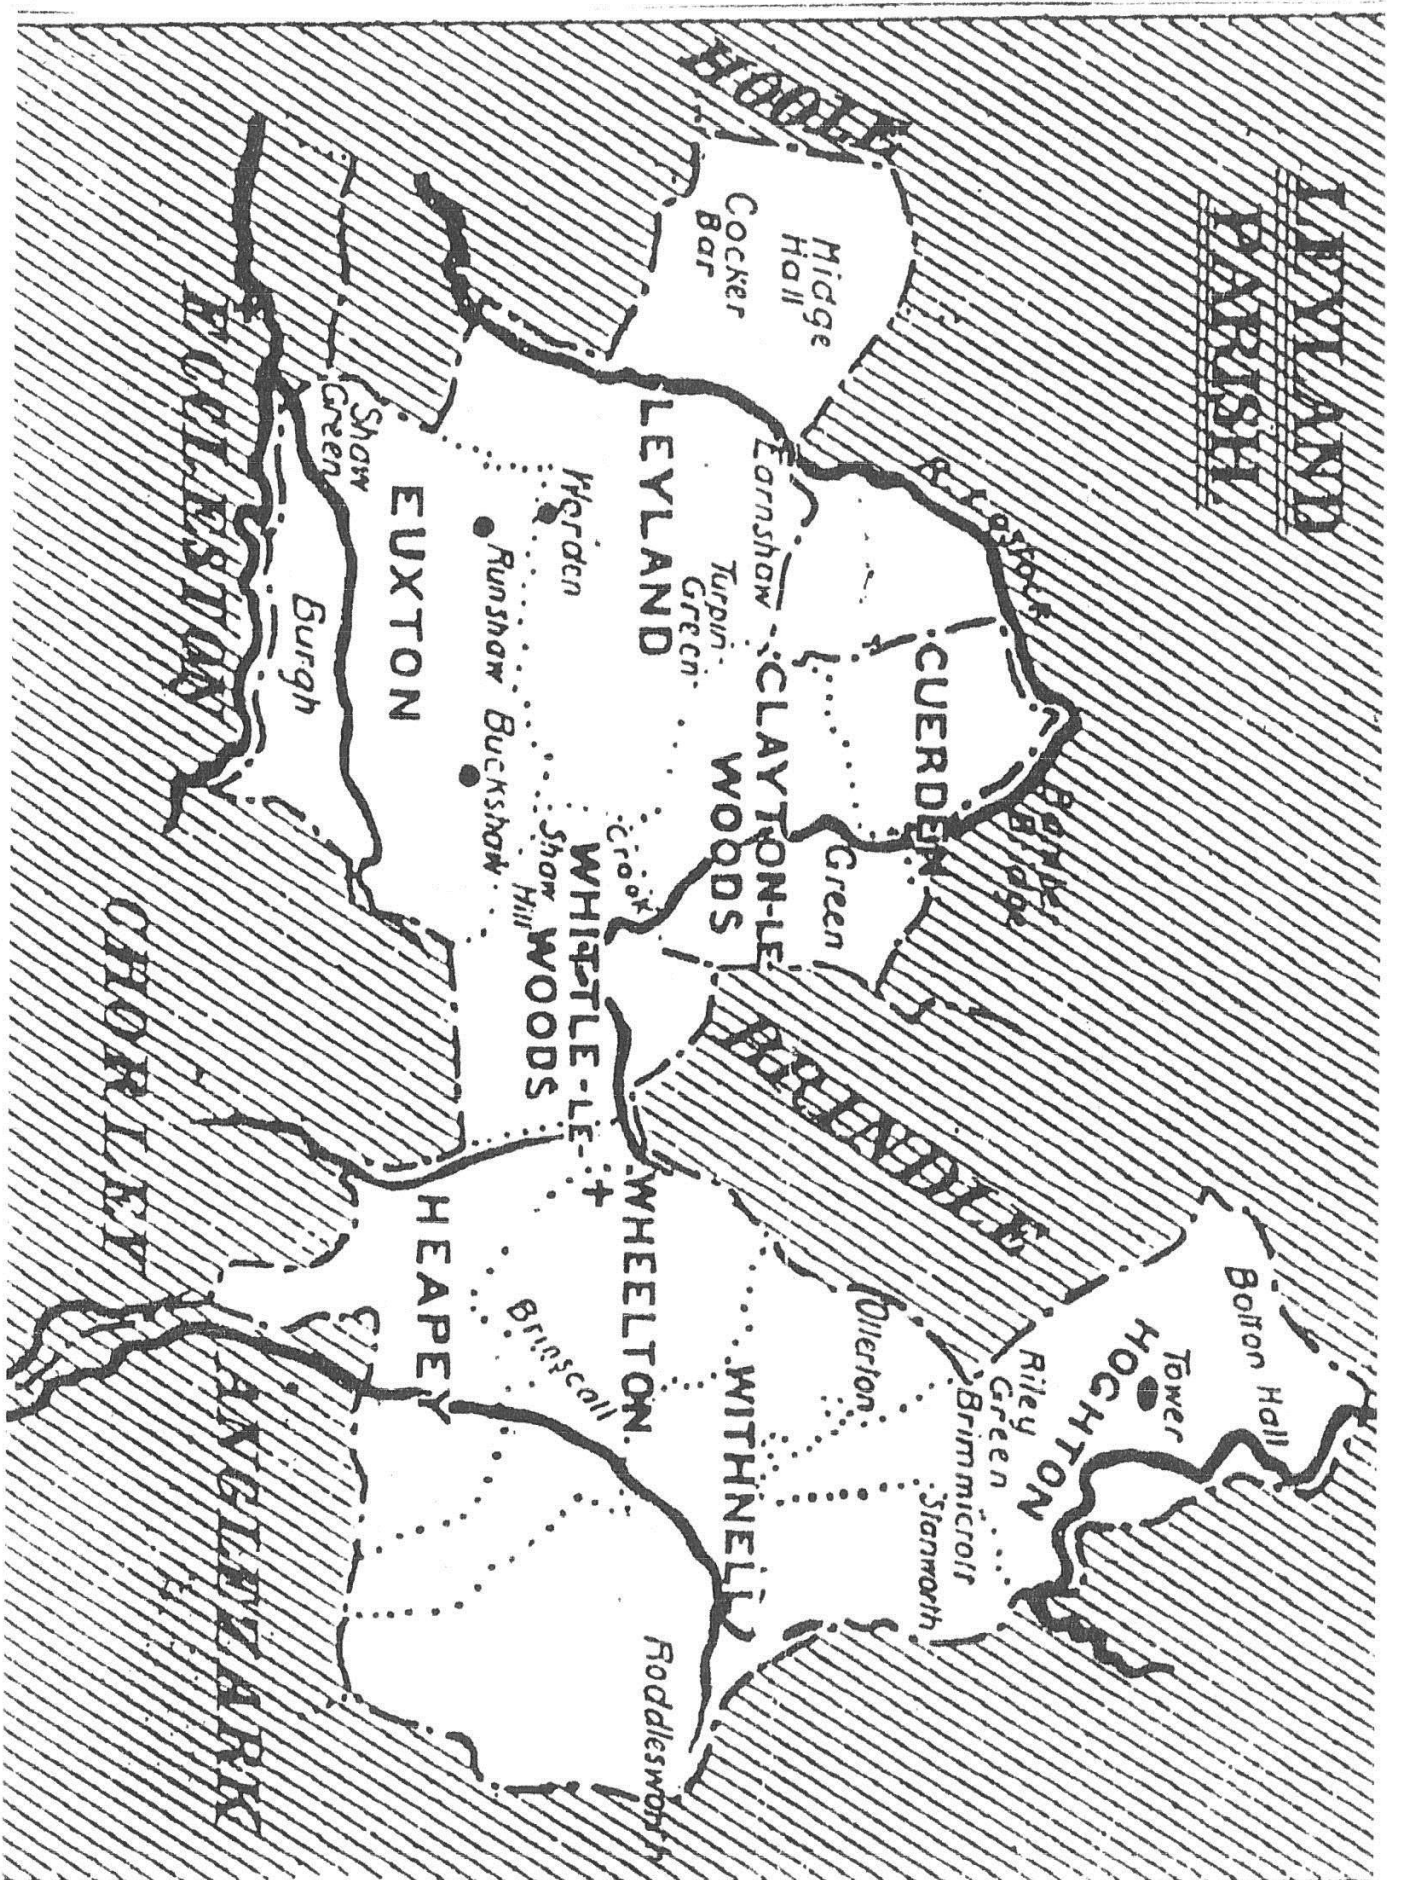 LEYLAND
PARISH
HOOLE
Midge
Hall
Cocker
Bar
R. Lostock
Bamber
Bridge
CUERDEN
Earnshaw
CLAYTON-LE
WOODS
Green
Turpin
Green
LEYLAND
Crook
Worden
Runshaw
Buckshaw
Shaw
Hill
WHITTLE-LE-
WOODS
Shaw
Green
EUXTON
Burgh
ECCLESTON
CHORLEY
BRINDLE
Bolton Hall
Tower
HOGHTON
Riley
Green
Brimmicroft
Stanworth
Ollerton
WITHNELL
WHEELTON
Brinscall
HEAPEY
Roddlesworth
ANGLEZARK